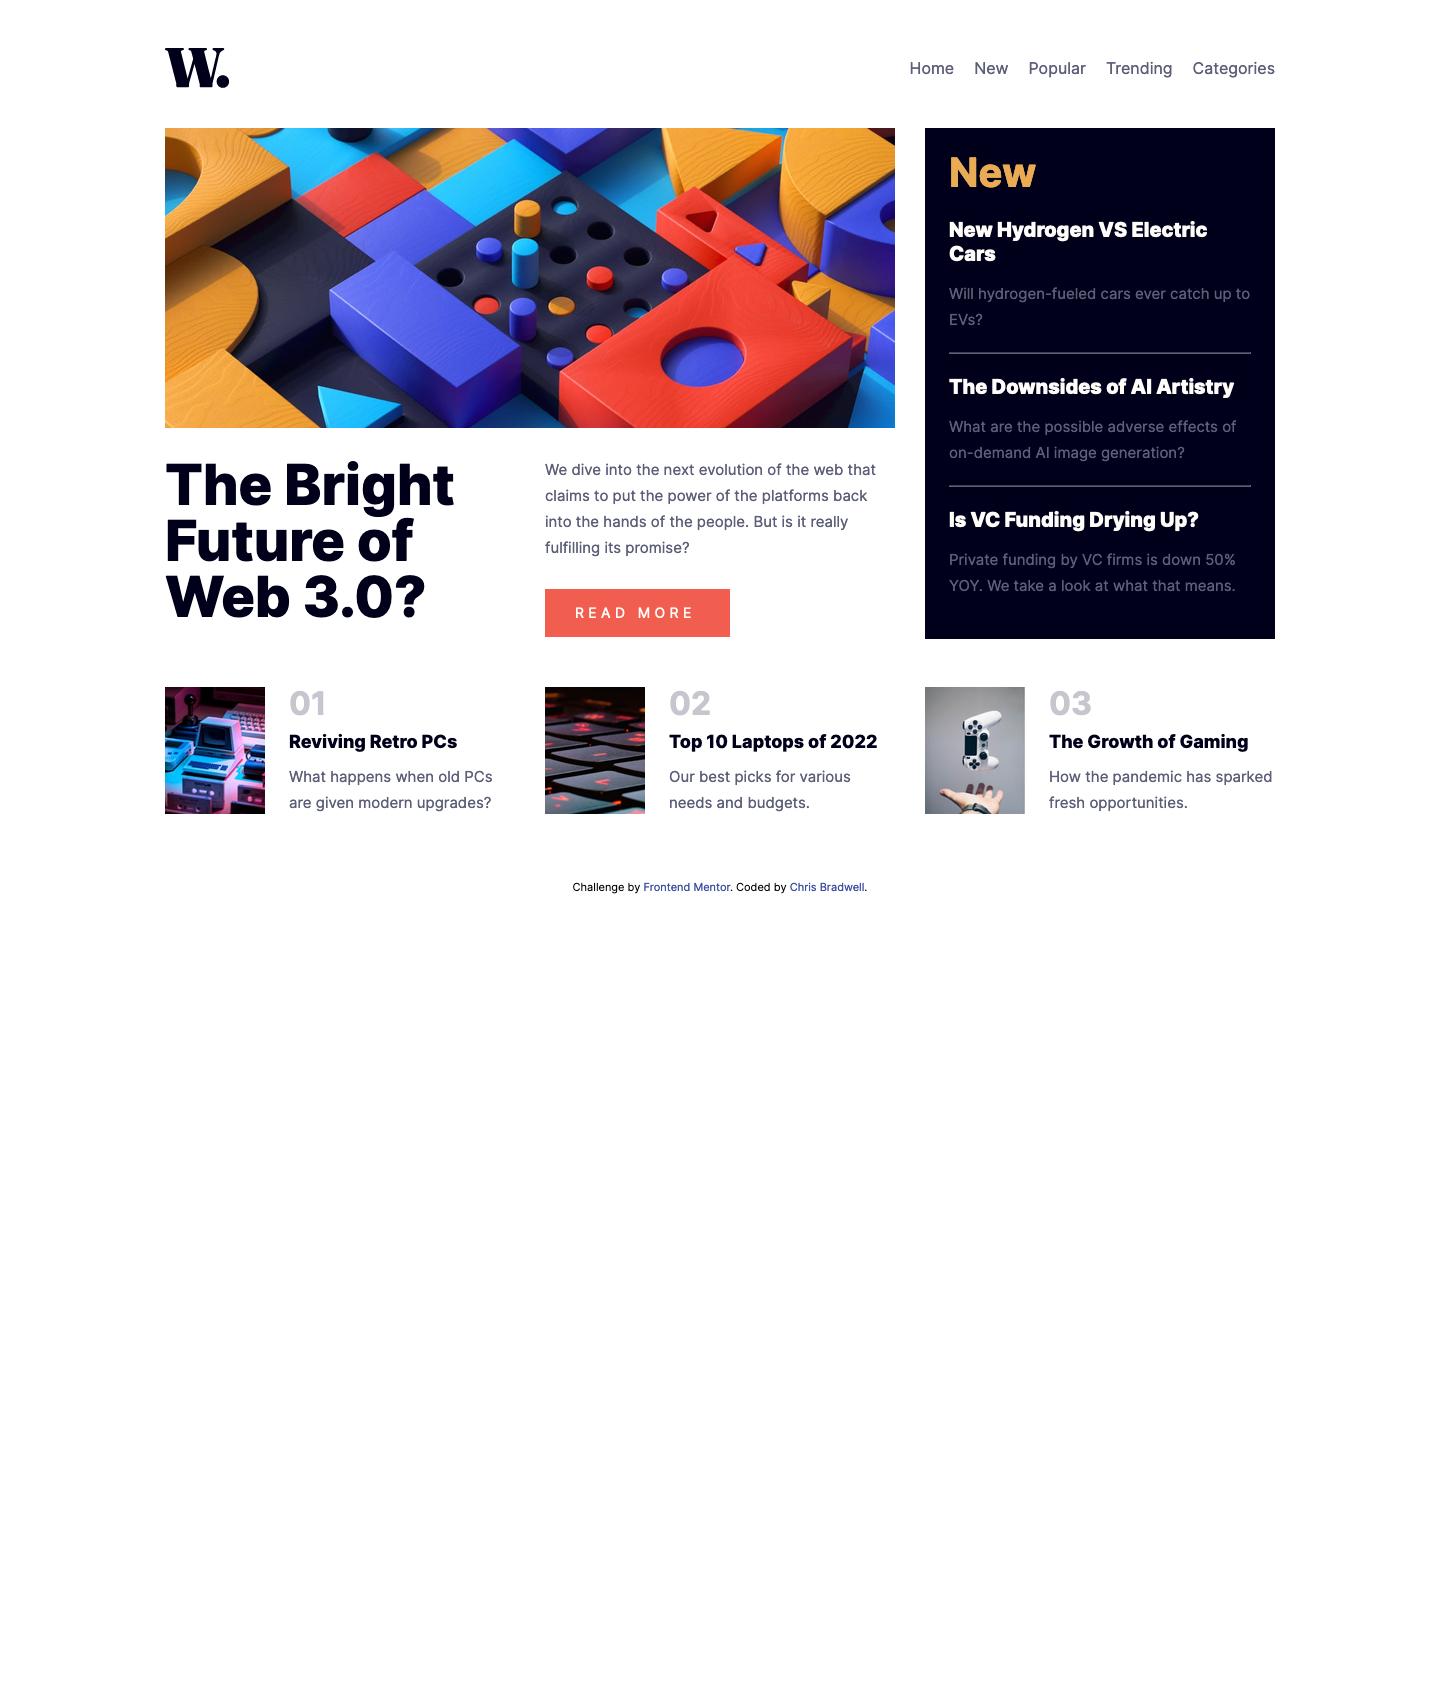 W.
Home New Popular Trending Categories
The Bright
Future of
Web 3.0?
We dive into the next evolution of the web that
claims to put the power of the platforms back
into the hands of the people. But is it really
fulfilling its promise?
READ MORE
New
New Hydrogen VS Electric
Cars
Will hydrogen-fueled cars ever catch up to
EVs?
The Downsides of AI Artistry
What are the possible adverse effects of
on-demand AI image generation?
Is VC Funding Drying Up?
Private funding by VC firms is down 50%
YOY. We take a look at what that means.
01
Reviving Retro PCs
What happens when old PCs
are given modern upgrades?
02
Top 10 Laptops of 2022
Our best picks for various
needs and budgets.
03
The Growth of Gaming
How the pandemic has sparked
fresh opportunities.
Challenge by Frontend Mentor. Coded by Chris Bradwell.